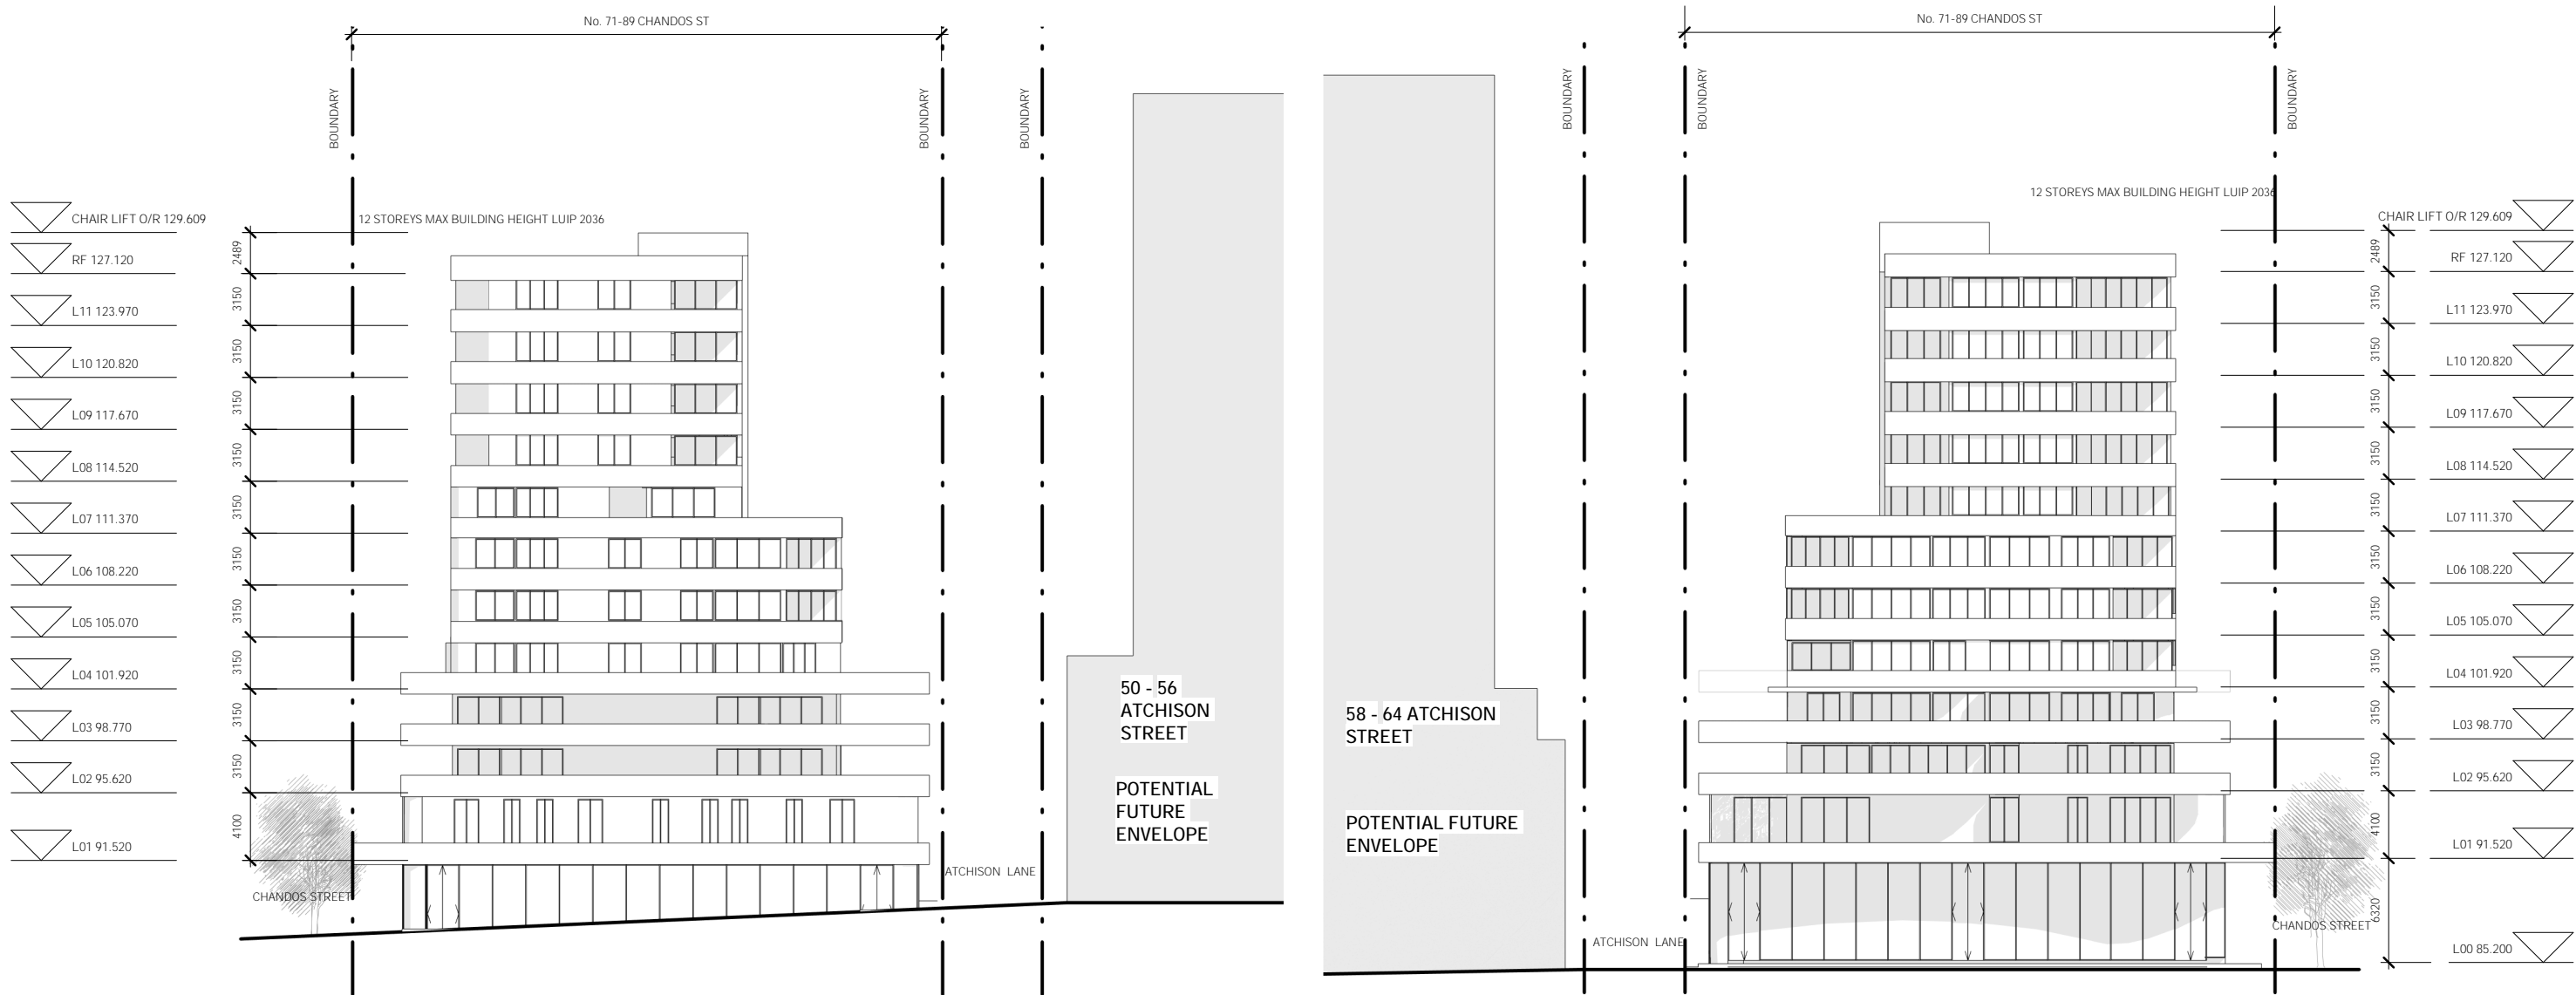 No. 71-89 CHANDOS ST
BOUNDARY
BOUNDARY
BOUNDARY
12 STOREYS MAX BUILDING HEIGHT LUIP 2036
CHAIR LIFT O/R 129.609
RF 127.120
L11 123.970
L10 120.820
L09 117.670
L08 114.520
L07 111.370
L06 108.220
L05 105.070
L04 101.920
L03 98.770
L02 95.620
L01 91.520
2489
3150
3150
3150
3150
3150
3150
3150
3150
3150
3150
4100
CHANDOS STREET
ATCHISON LANE
50 - 56
ATCHISON
STREET
POTENTIAL
FUTURE
ENVELOPE
No. 71-89 CHANDOS ST
BOUNDARY
BOUNDARY
BOUNDARY
12 STOREYS MAX BUILDING HEIGHT LUIP 2036
58 - 64 ATCHISON
STREET
POTENTIAL FUTURE
ENVELOPE
ATCHISON LANE
CHANDOS STREET
2489
3150
3150
3150
3150
3150
3150
3150
3150
3150
3150
4100
6320
CHAIR LIFT O/R 129.609
RF 127.120
L11 123.970
L10 120.820
L09 117.670
L08 114.520
L07 111.370
L06 108.220
L05 105.070
L04 101.920
L03 98.770
L02 95.620
L01 91.520
L00 85.200